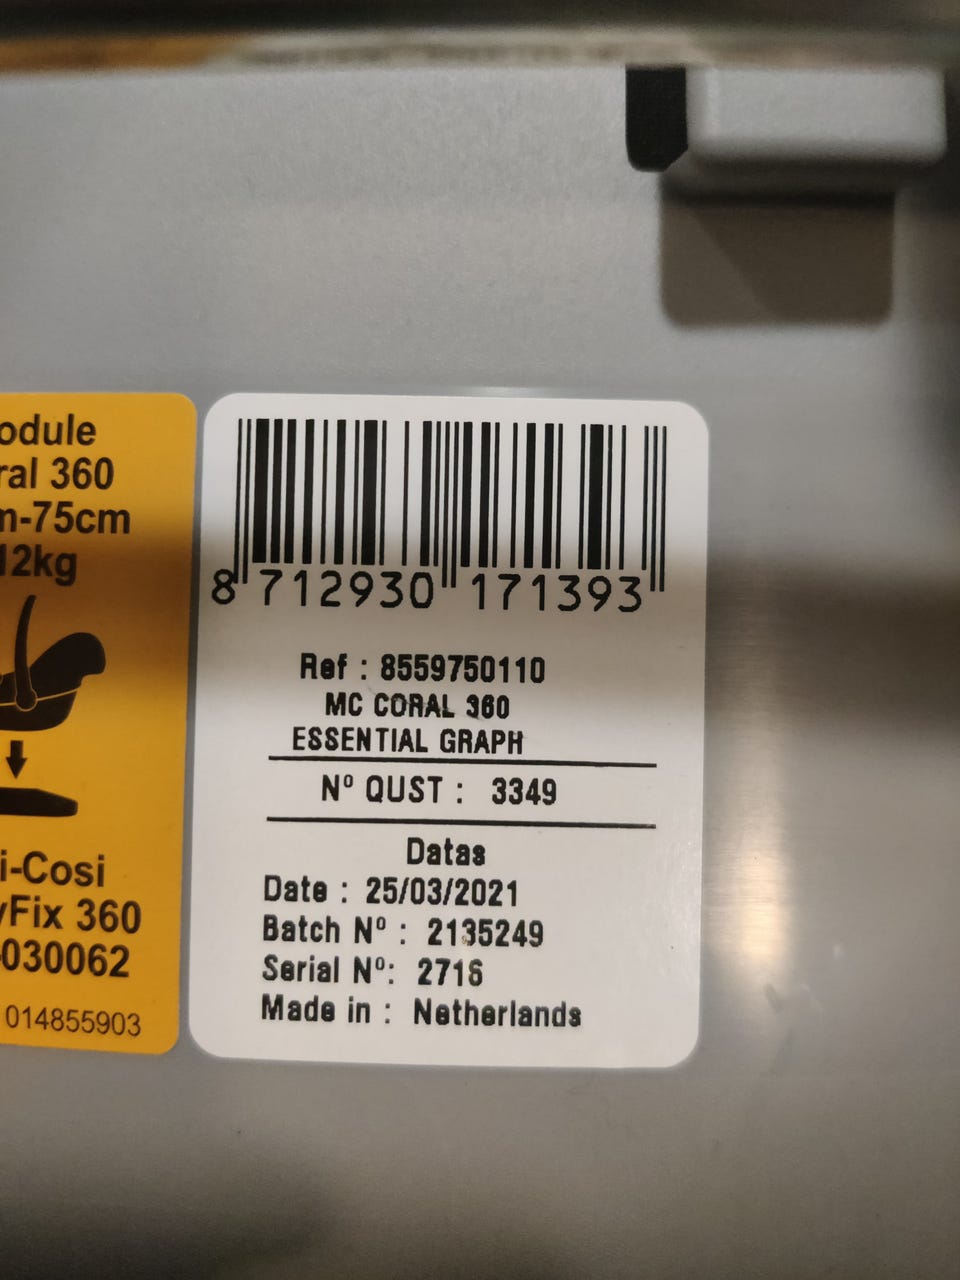 odule
ral 360
m-75cm
12kg
i-Cosi
yFix 360
030062
014855903
8 712930 171393
Ref : 8559750110
MC CORAL 360
ESSENTIAL GRAPH
Nº QUST : 3349
Datas
Date : 25/03/2021
Batch Nº : 2135249
Serial Nº: 2716
Made in : Netherlands